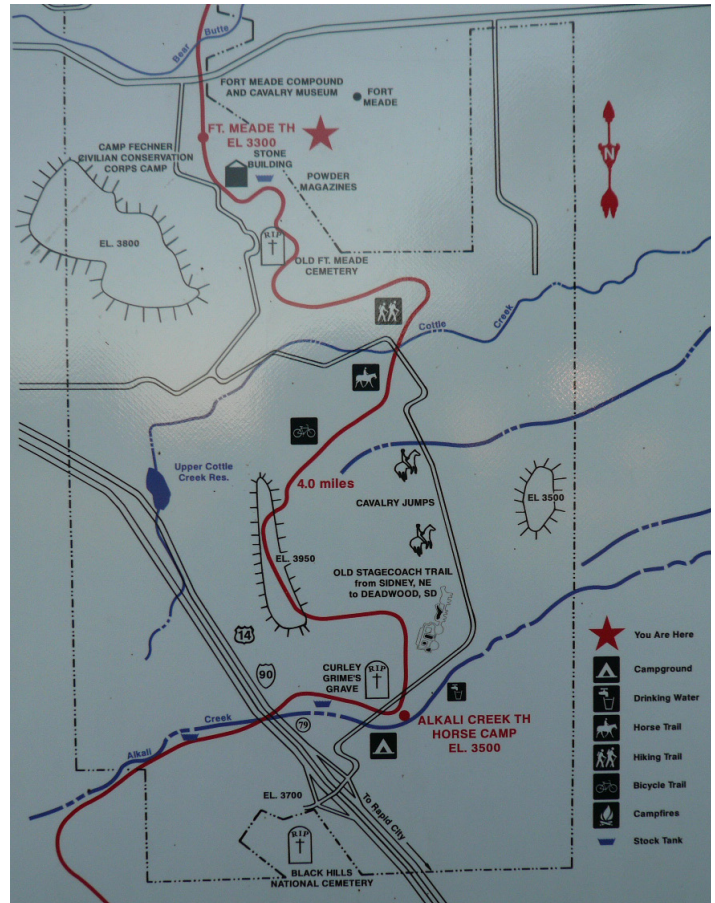 Bear Butte
FORT MEADE COMPOUND
AND CAVALRY MUSEUM
FORT
MEADE
FT. MEADE TH
EL 3300
CAMP FECHNER
CIVILIAN CONSERVATION
CORPS CAMP
STONE
BUILDING
POWDER
MAGAZINES
N
EL. 3800
R.I.P
OLD FT. MEADE
CEMETERY
Cottle Creek
Upper Cottle
Creek Res.
4.0 miles
CAVALRY JUMPS
EL 3500
EL. 3950
OLD STAGECOACH TRAIL
from SIDNEY, NE
to DEADWOOD, SD
14
90
79
CURLEY
GRIME'S
GRAVE
R.I.P
ALKALI CREEK TH
HORSE CAMP
EL. 3500
Alkali Creek
EL. 3700
To Rapid City
R.I.P
BLACK HILLS
NATIONAL CEMETERY
You Are Here
Campground
Drinking Water
Horse Trail
Hiking Trail
Bicycle Trail
Campfires
Stock Tank